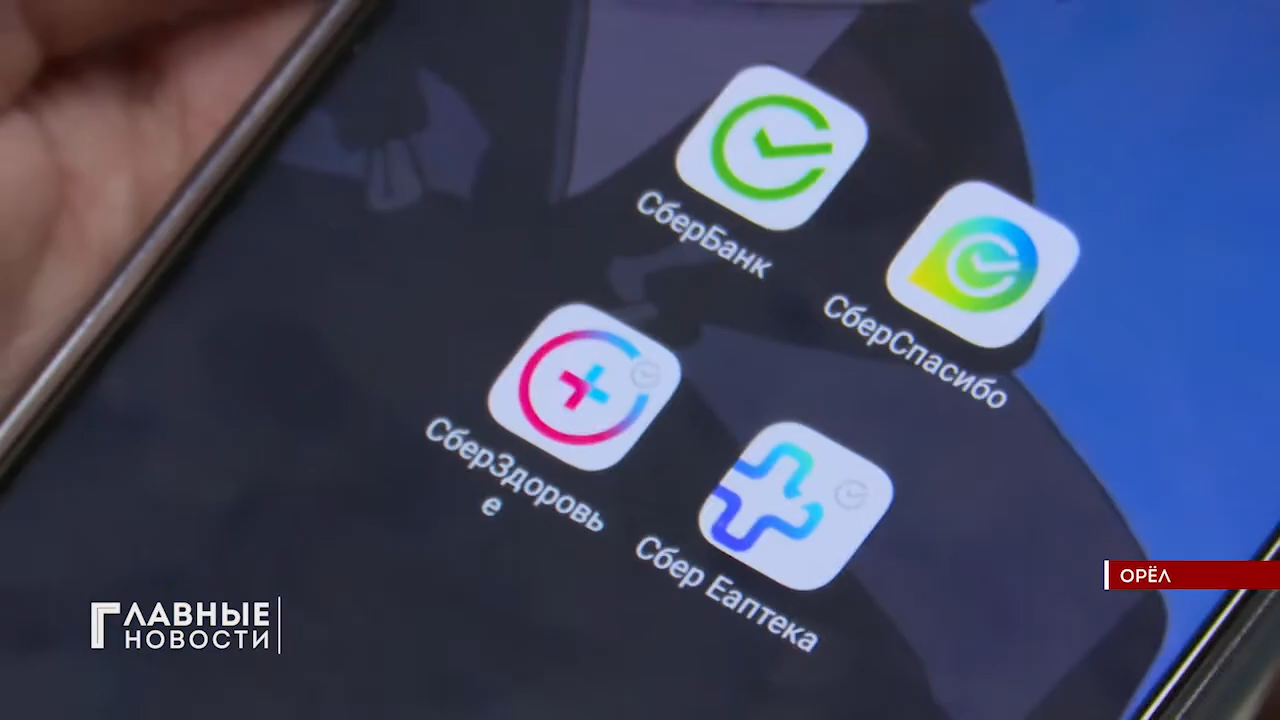 СберБанк
СберСпасибо
СберЗдоровь
е
Сбер Еаптека
ОРЁЛ
ГЛАВНЫЕ
НОВОСТИ